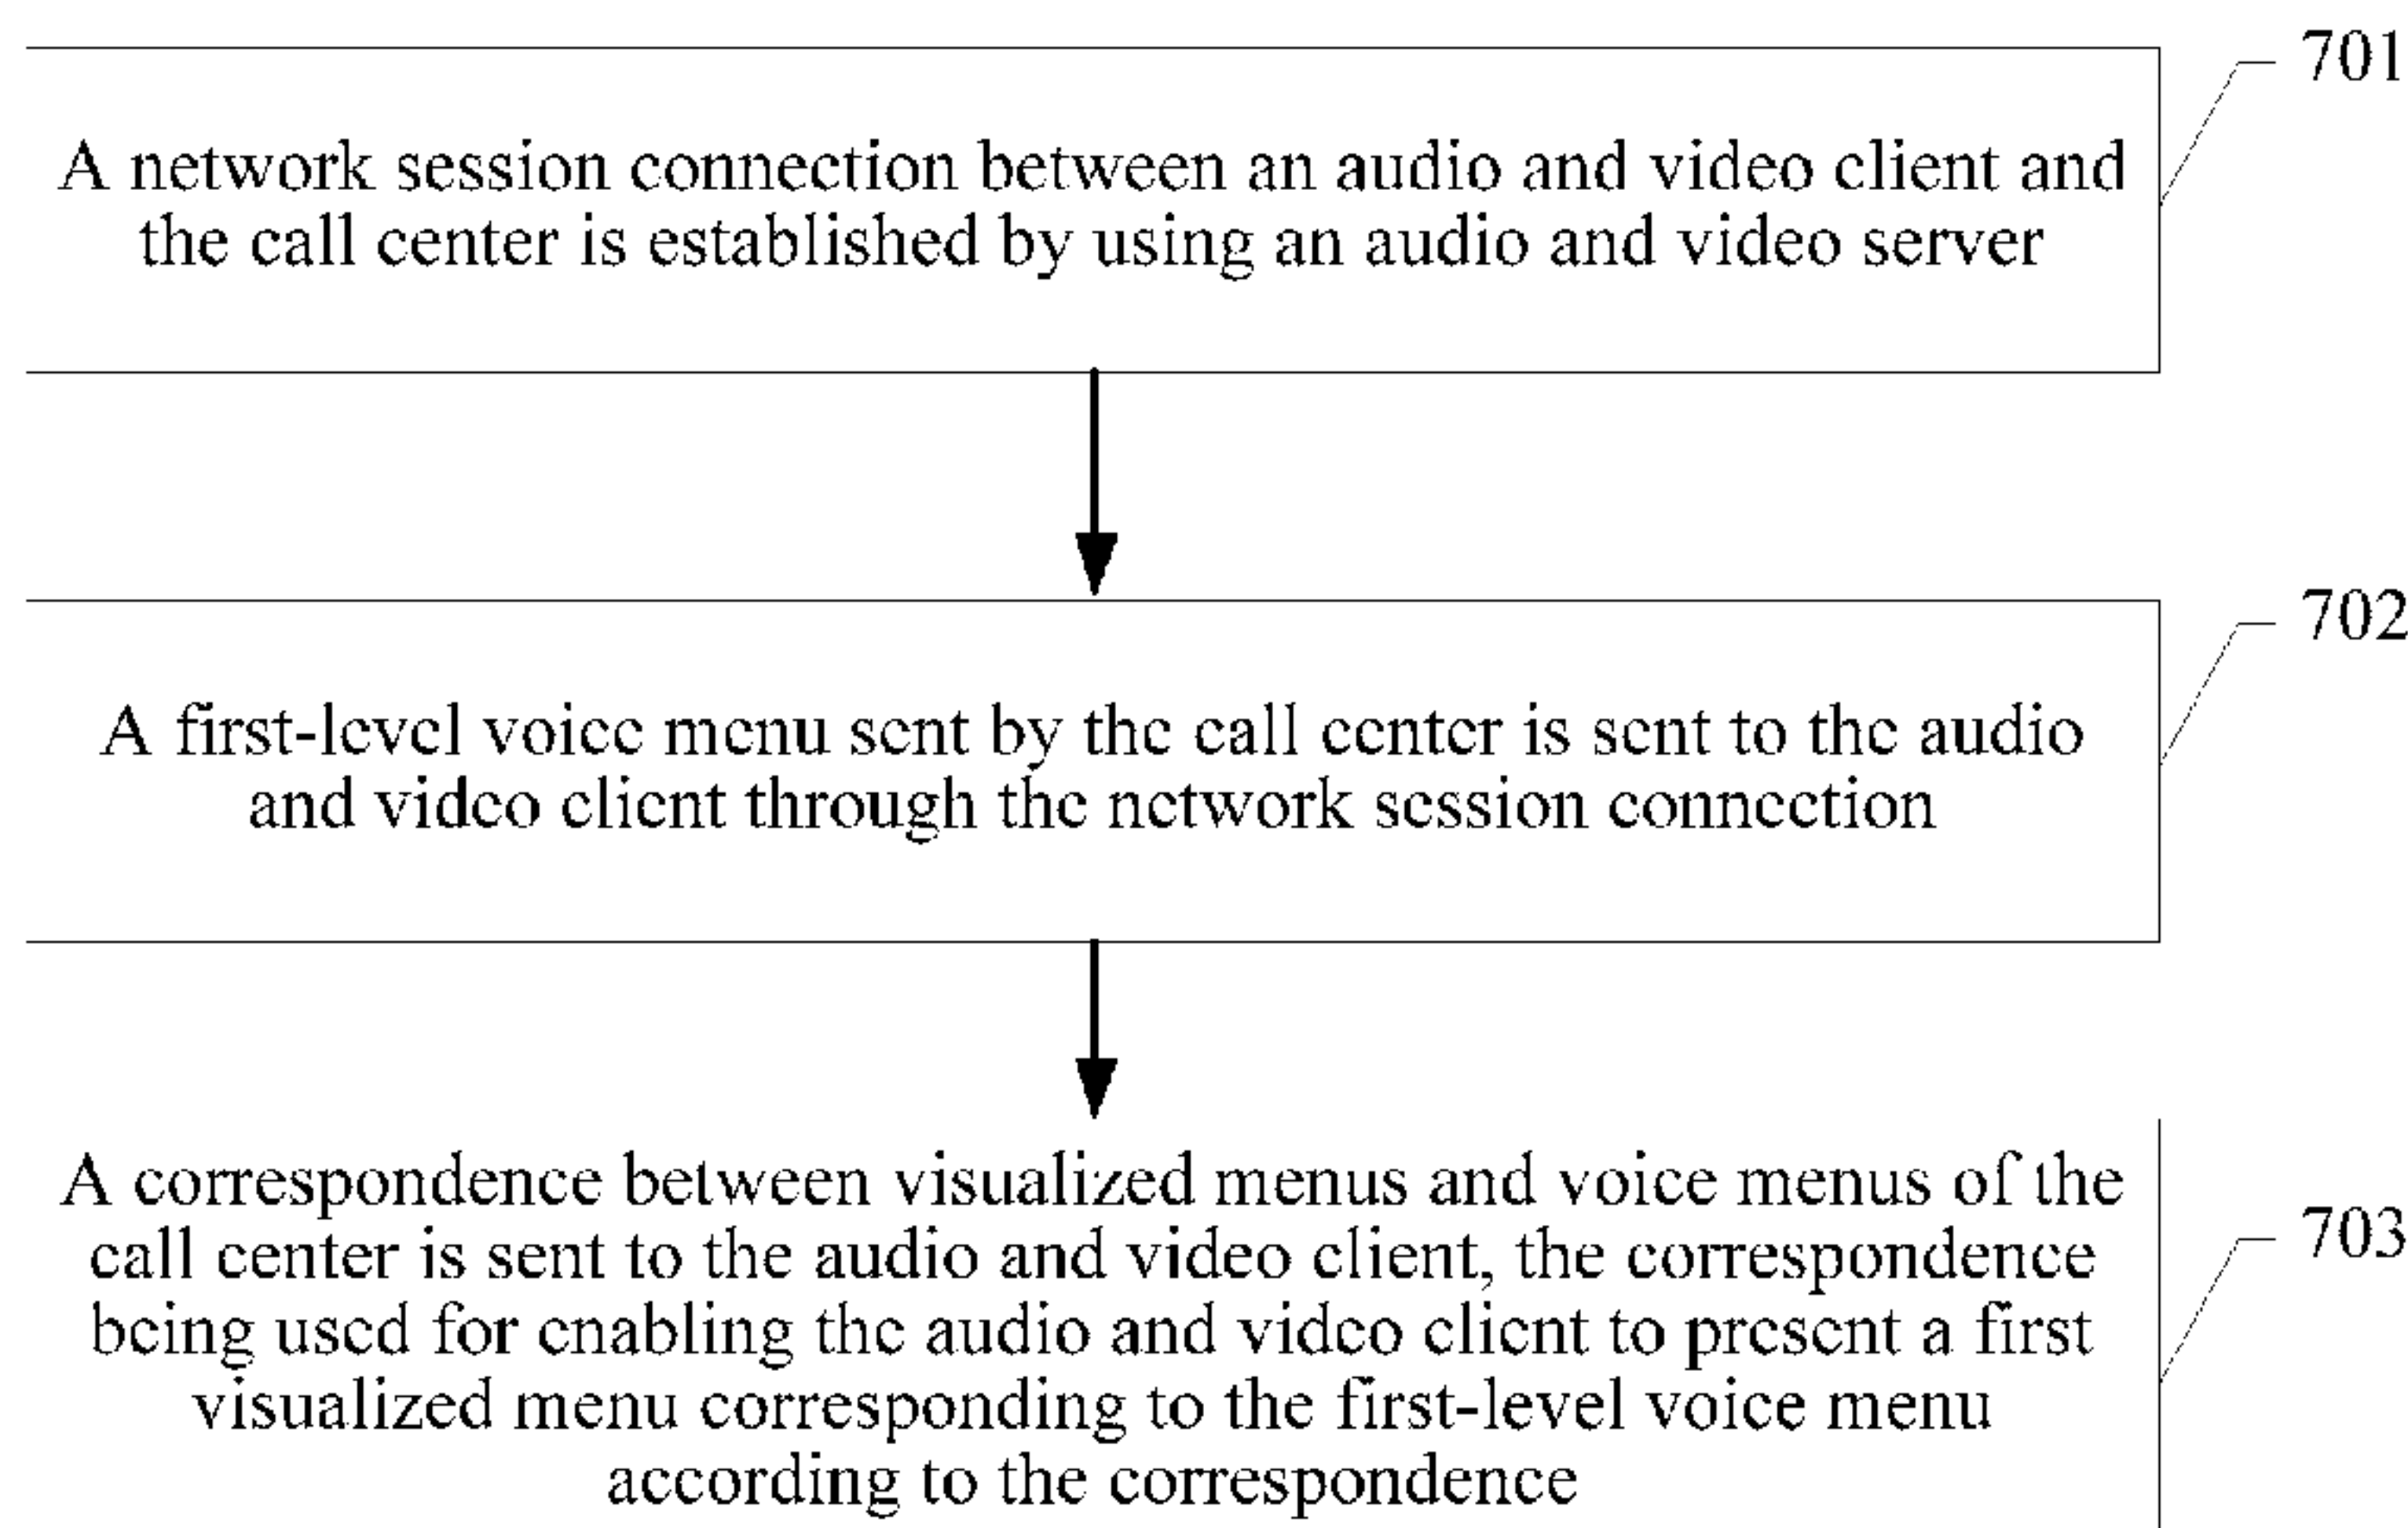 701
A network session connection between an audio and video client and
the call center is established by using an audio and video server
702
A first-level voice menu sent by the call center is sent to the audio
and video client through the network session connection
A correspondence between visualized menus and voice menus of the
call center is sent to the audio and video client, the correspondence
703
being used for enabling the audio and video client to present a first
visualized menu corresponding to the first-level voice menu
according to the correspondence